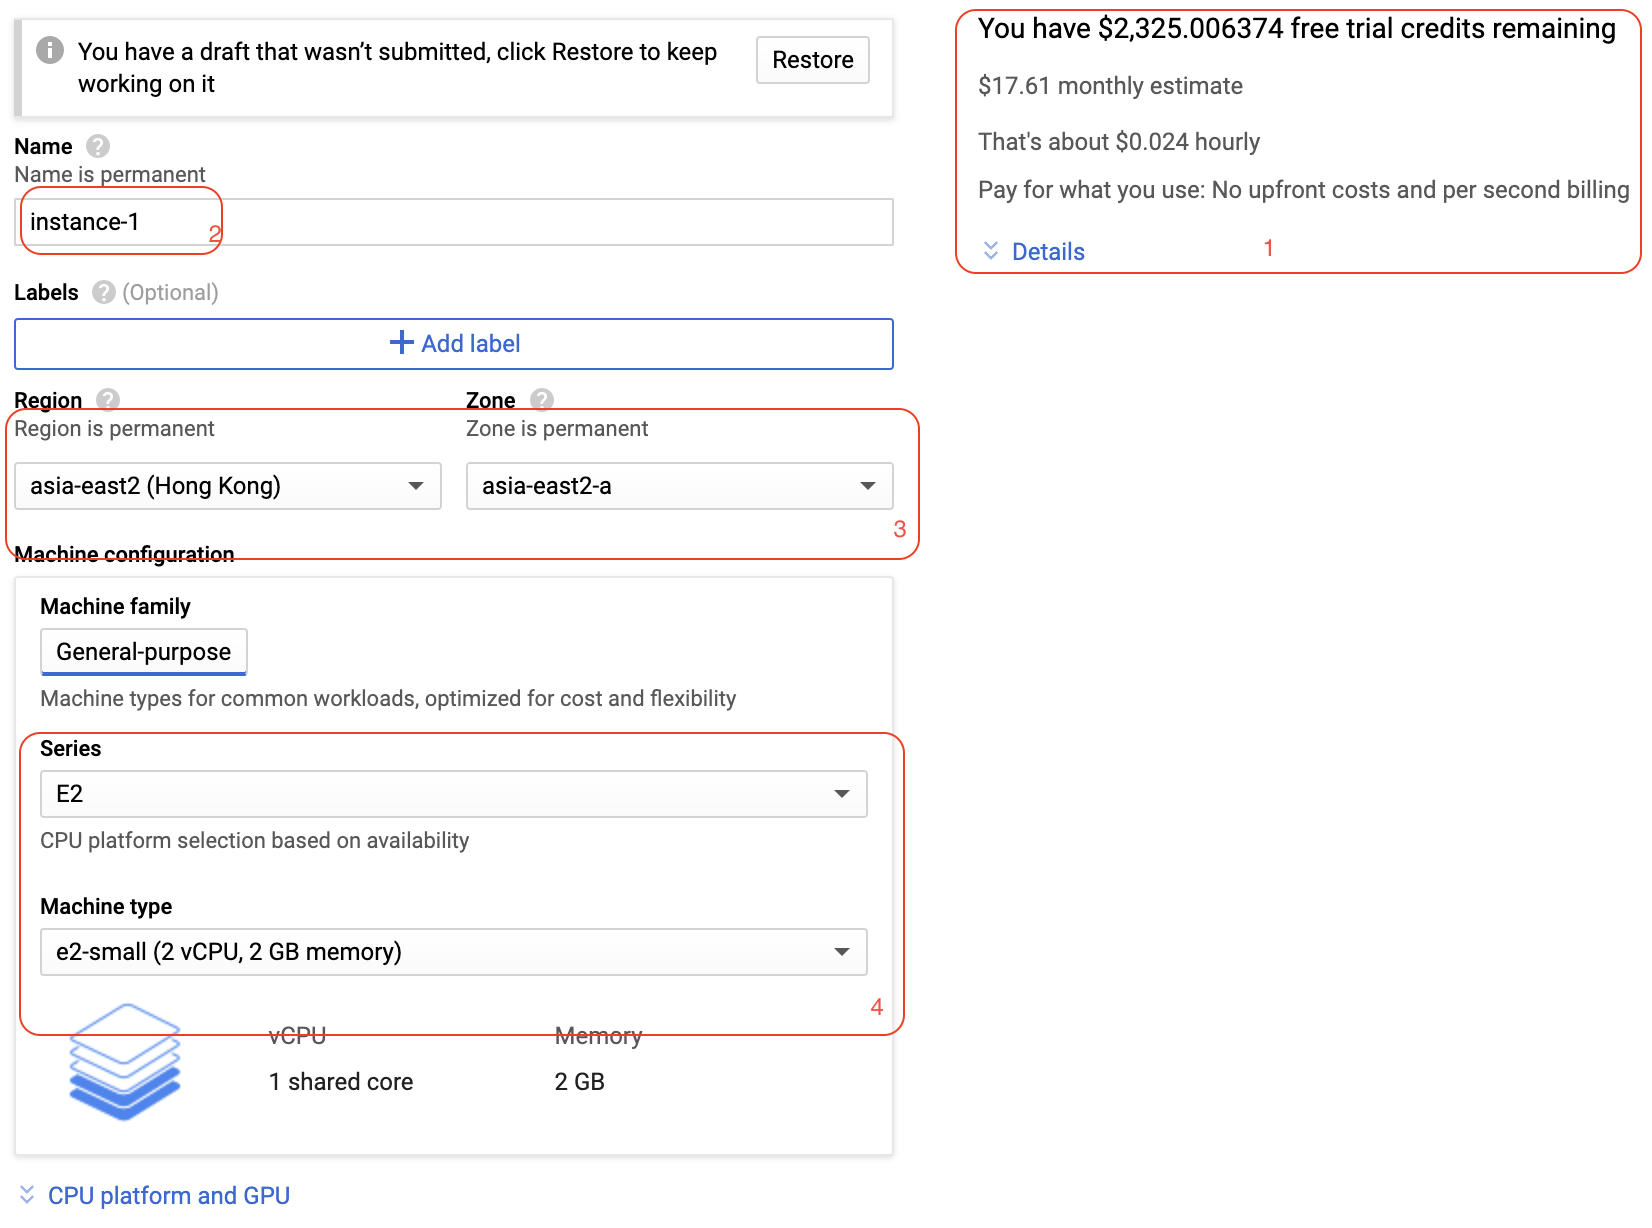 You have a draft that wasn't submitted, click Restore to keep
working on it
Restore
Name ?
Name is permanent
instance-1
2
Labels ? (Optional)
+ Add label
Region ?
Region is permanent
asia-east2 (Hong Kong)
Zone ?
Zone is permanent
asia-east2-a
3
Machine configuration
Machine family
General-purpose
Machine types for common workloads, optimized for cost and flexibility
Series
E2
CPU platform selection based on availability
Machine type
e2-small (2 vCPU, 2 GB memory)
4
vCPU
1 shared core
Memory
2 GB
CPU platform and GPU
You have $2,325.006374 free trial credits remaining
$17.61 monthly estimate
That's about $0.024 hourly
Pay for what you use: No upfront costs and per second billing
Details
1